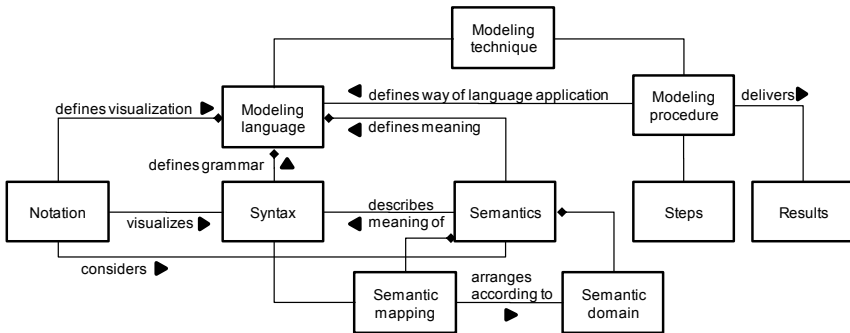 Modeling
technique
defines visualization
Modeling
language
defines way of language application
Modeling
procedure
delivers
defines meaning
defines grammar
Notation
visualizes
Syntax
describes
meaning of
Semantics
Steps
Results
considers
Semantic
mapping
arranges
according to
Semantic
domain